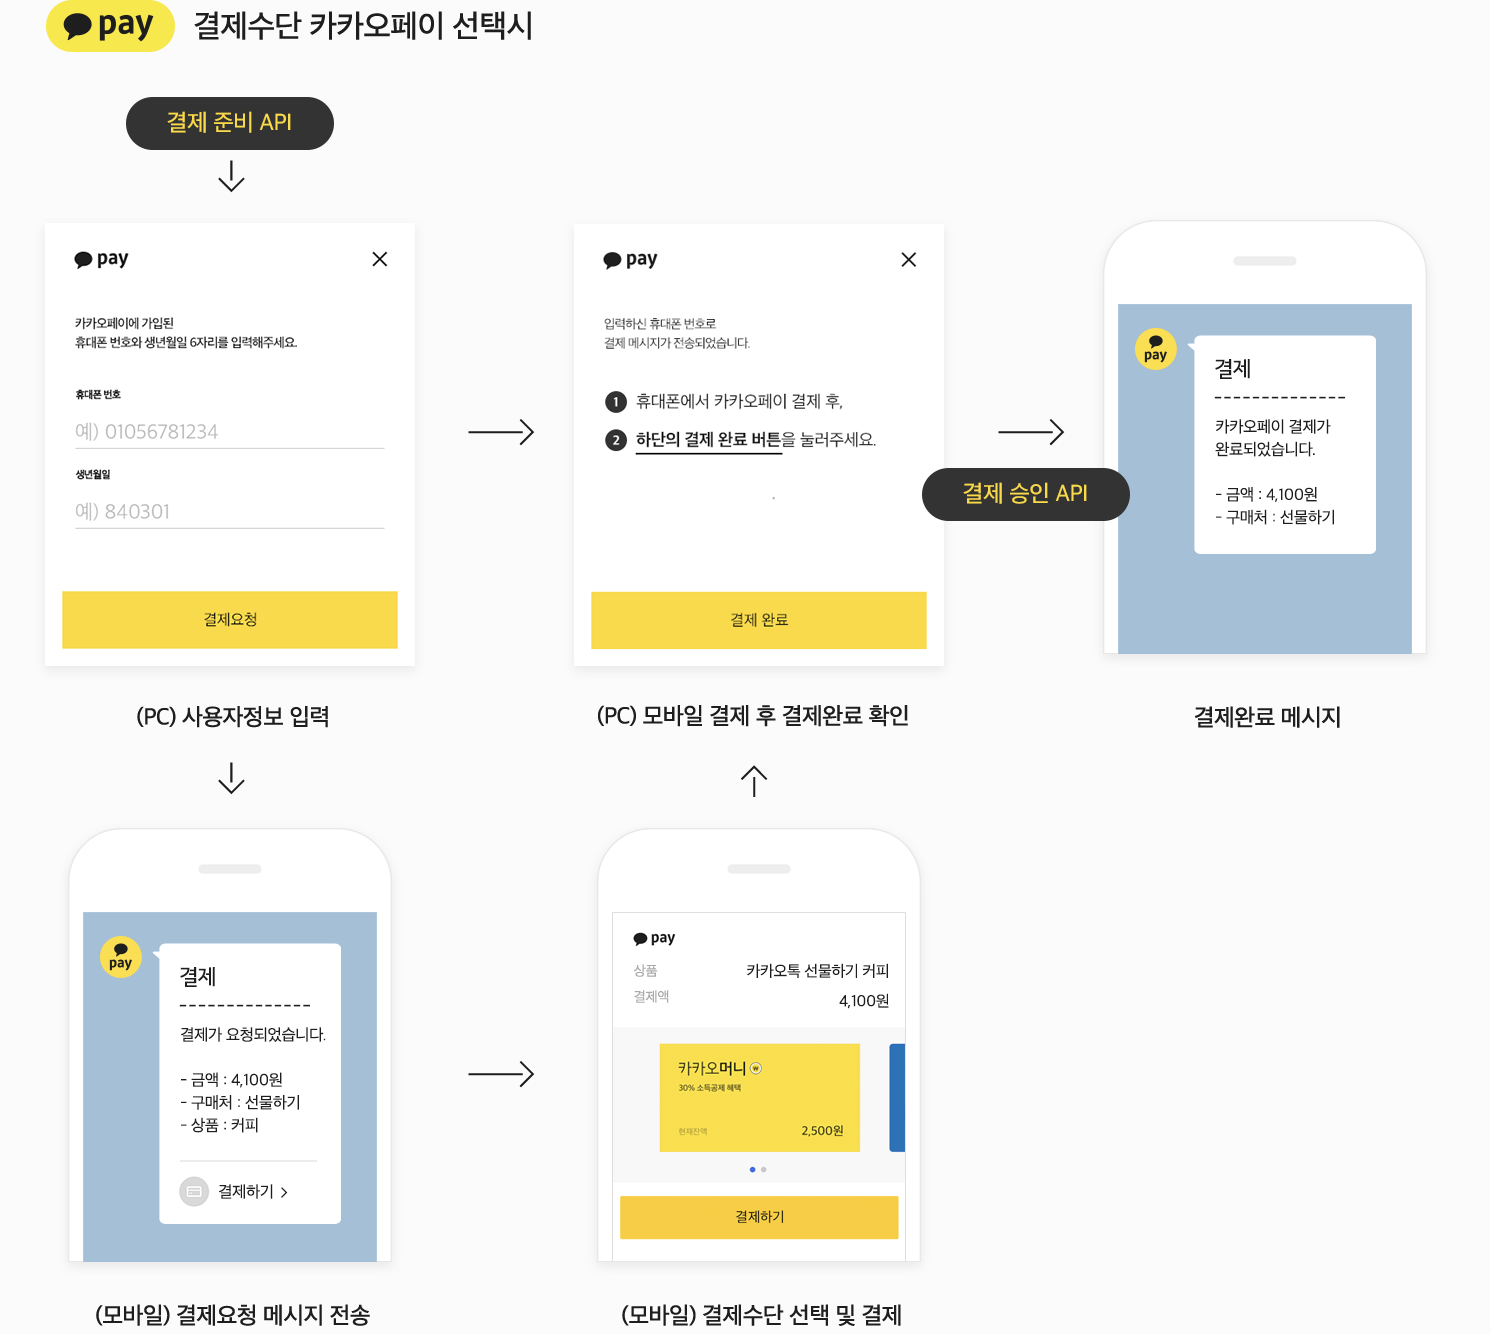 pay 결제수단 카카오페이 선택시
결제 준비 API
pay
카카오페이에 가입된
휴대폰 번호와 생년월일 6자리를 입력해주세요.
휴대폰 번호
예) 01056781234
생년월일
예) 840301
결제요청
(PC) 사용자정보 입력
pay
입력하신 휴대폰 번호로
결제 메시지가 전송되었습니다.
1 휴대폰에서 카카오페이 결제 후,
2 하단의 결제 완료 버튼을 눌러주세요.
결제 완료
(PC) 모바일 결제 후 결제완료 확인
결제 승인 API
pay
결제
카카오페이 결제가
완료되었습니다.
- 금액 : 4,100원
- 구매처 : 선물하기
결제완료 메시지
pay
결제
결제가 요청되었습니다.
- 금액 : 4,100원
- 구매처 : 선물하기
- 상품 : 커피
결제하기 >
(모바일) 결제요청 메시지 전송
pay
상품 카카오톡 선물하기 커피
결제액 4,100원
카카오머니 ₩
30% 소득공제 혜택
현재잔액 2,500원
결제하기
(모바일) 결제수단 선택 및 결제